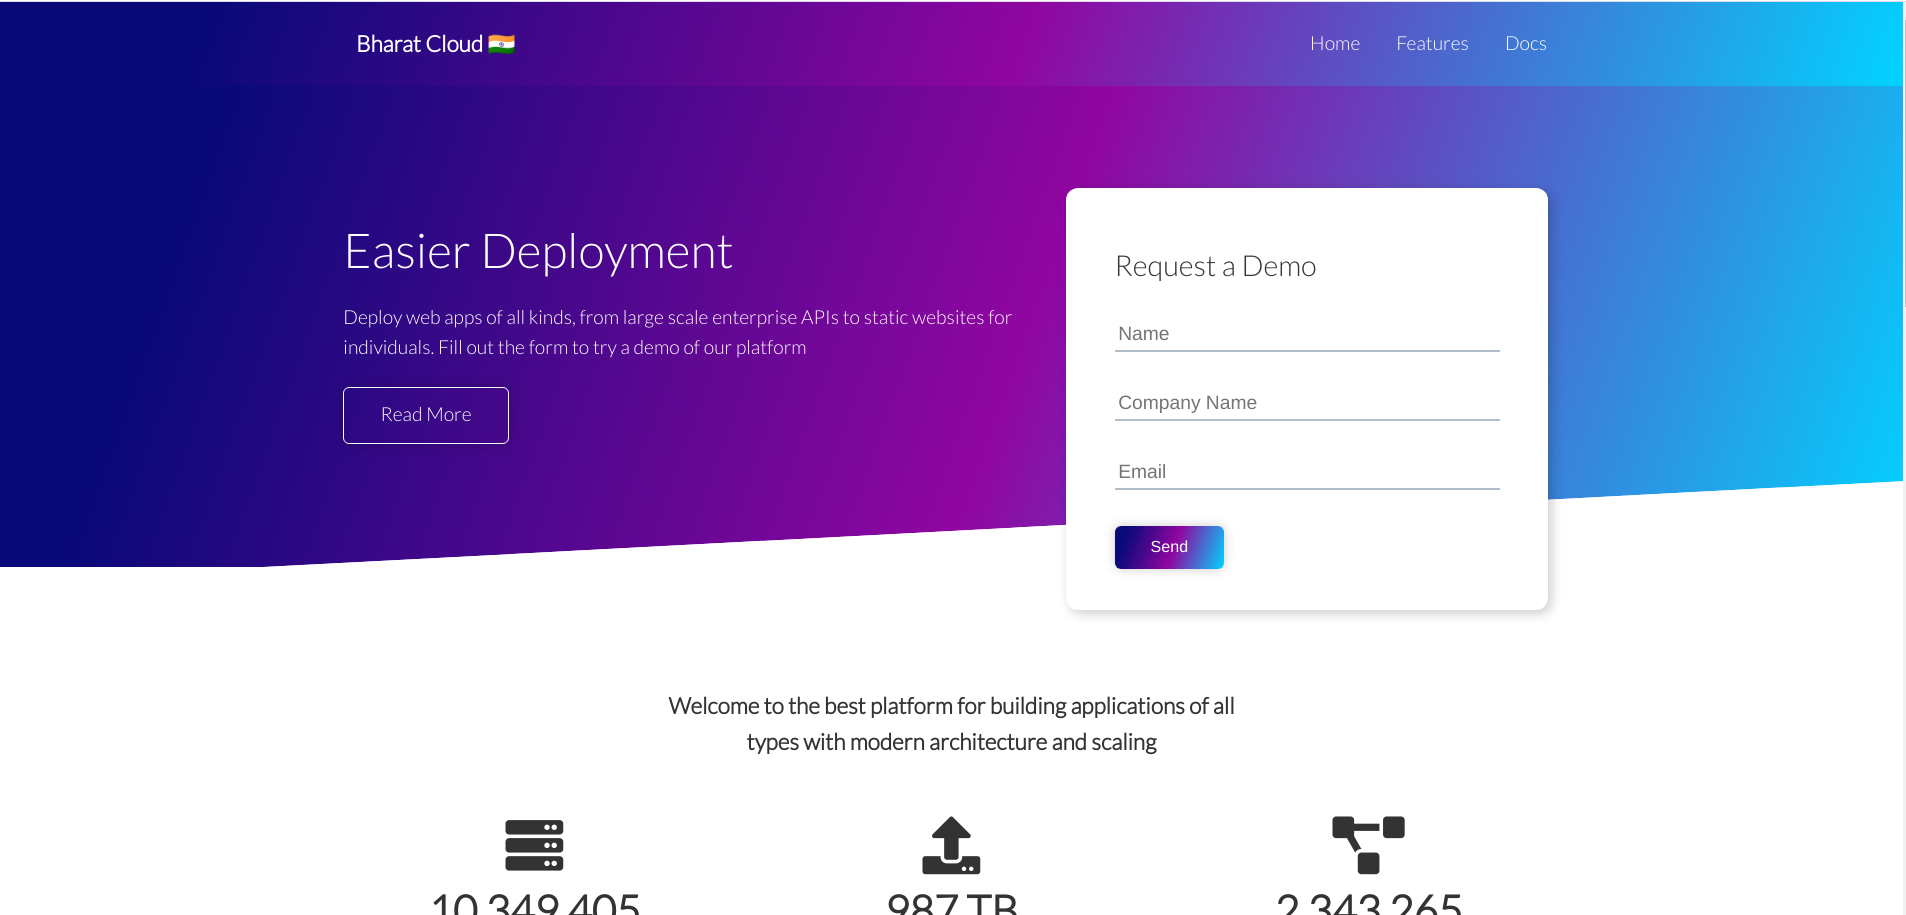 Bharat Cloud 🇮🇳
Home Features Docs
Easier Deployment
Deploy web apps of all kinds, from large scale enterprise APIs to static websites for
individuals. Fill out the form to try a demo of our platform
Read More
Request a Demo
Name
Company Name
Email
Send
Welcome to the best platform for building applications of all
types with modern architecture and scaling
10,349,405
987 TB
2,343,265